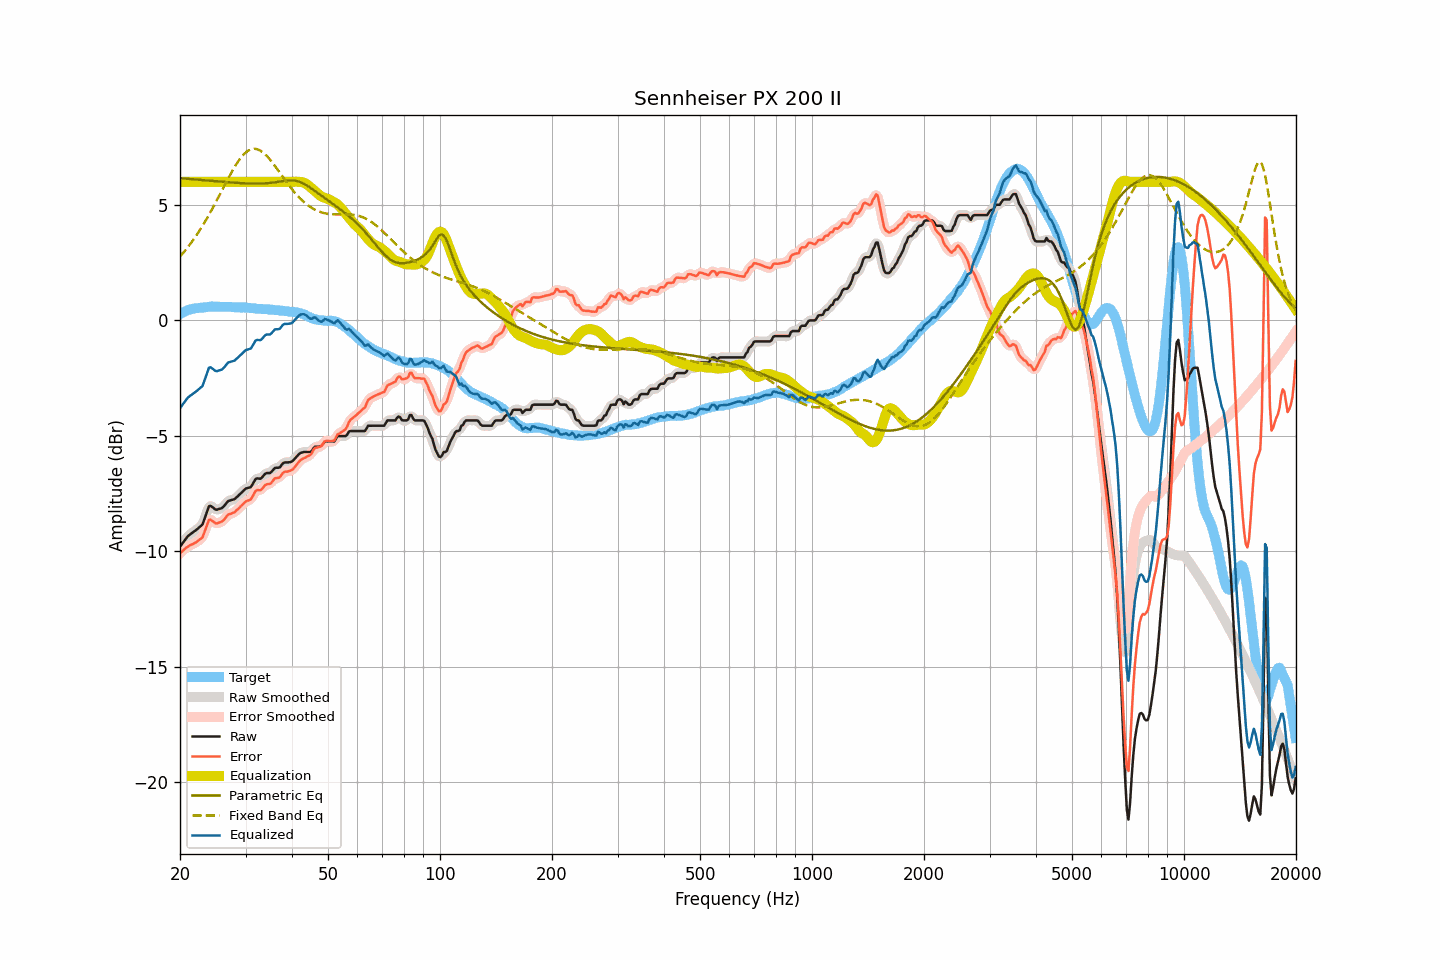 Sennheiser PX 200 II
Amplitude (dBr)
5
0
−5
−10
−15
−20
Target
Raw Smoothed
Error Smoothed
Raw
Error
Equalization
Parametric Eq
Fixed Band Eq
Equalized
20 50 100 200 500 1000 2000 5000 10000 20000
Frequency (Hz)